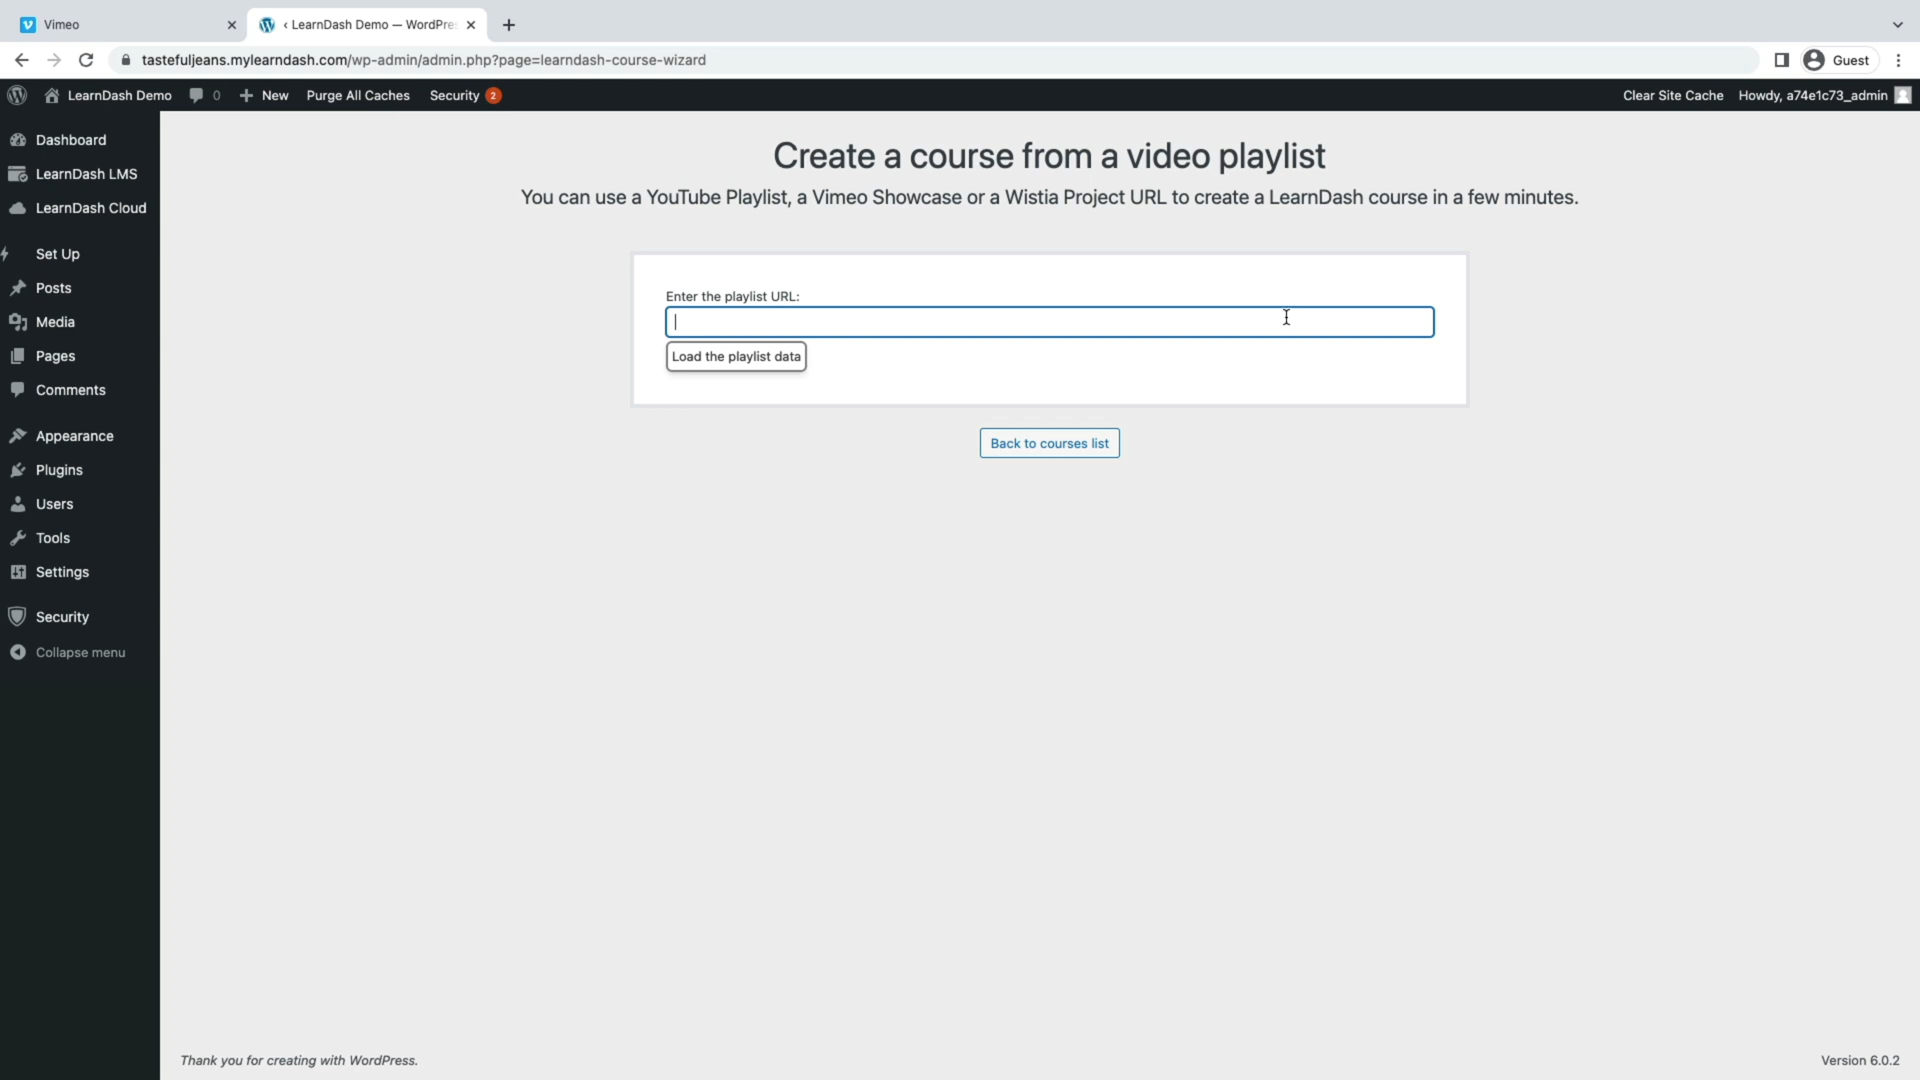 Vimeo
‹ LearnDash Demo — WordPre
tastefuljeans.mylearndash.com/wp-admin/admin.php?page=learndash-course-wizard
Guest
LearnDash Demo
0
New
Purge All Caches
Security 2
Clear Site Cache
Howdy, a74e1c73_admin
Dashboard
LearnDash LMS
LearnDash Cloud
Set Up
Posts
Media
Pages
Comments
Appearance
Plugins
Users
Tools
Settings
Security
Collapse menu
Create a course from a video playlist
You can use a YouTube Playlist, a Vimeo Showcase or a Wistia Project URL to create a LearnDash course in a few minutes.
Enter the playlist URL:
Load the playlist data
Back to courses list
Thank you for creating with WordPress.
Version 6.0.2